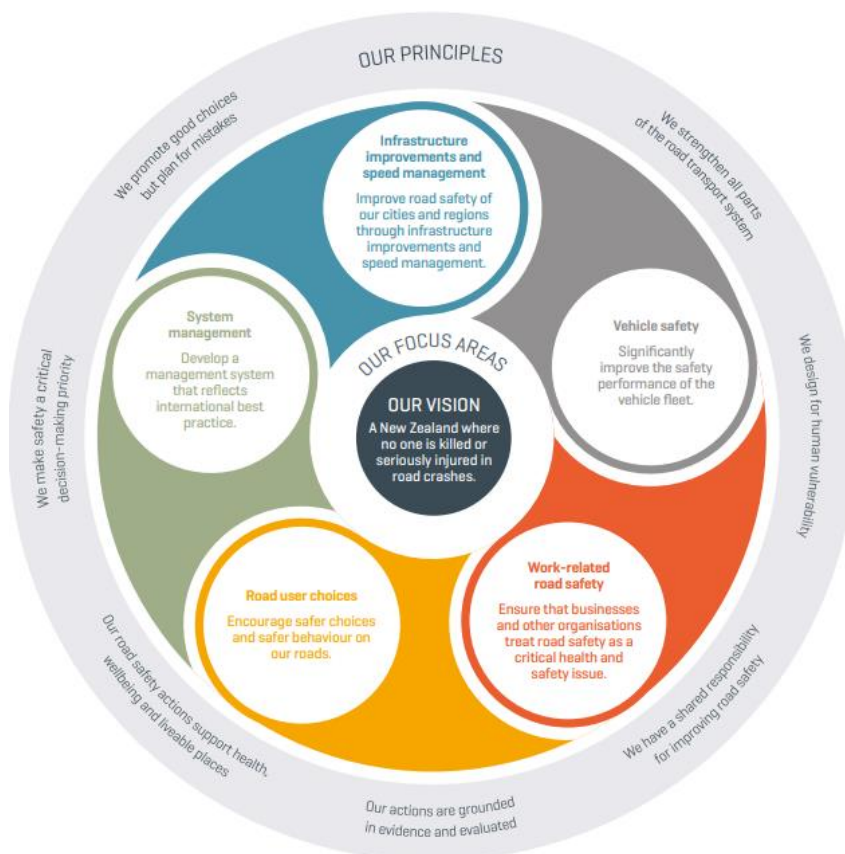 OUR PRINCIPLES
We promote good choices
but plan for mistakes
We strengthen all parts
of the road transport system
We design for human vulnerability
We have a shared responsibility
for improving road safety
Our actions are grounded
in evidence and evaluated
Our road safety actions support health,
wellbeing and liveable places
We make safety a critical
decision-making priority
Infrastructure
improvements and
speed management
Improve road safety of
our cities and regions
through infrastructure
improvements and
speed management.
Vehicle safety
Significantly
improve the safety
performance of the
vehicle fleet.
Work-related
road safety
Ensure that businesses
and other organisations
treat road safety as a
critical health and
safety issue.
Road user choices
Encourage safer choices
and safer behaviour on
our roads.
System
management
Develop a
management system
that reflects
international best
practice.
OUR FOCUS AREAS
OUR VISION
A New Zealand where
no one is killed or
seriously injured in
road crashes.